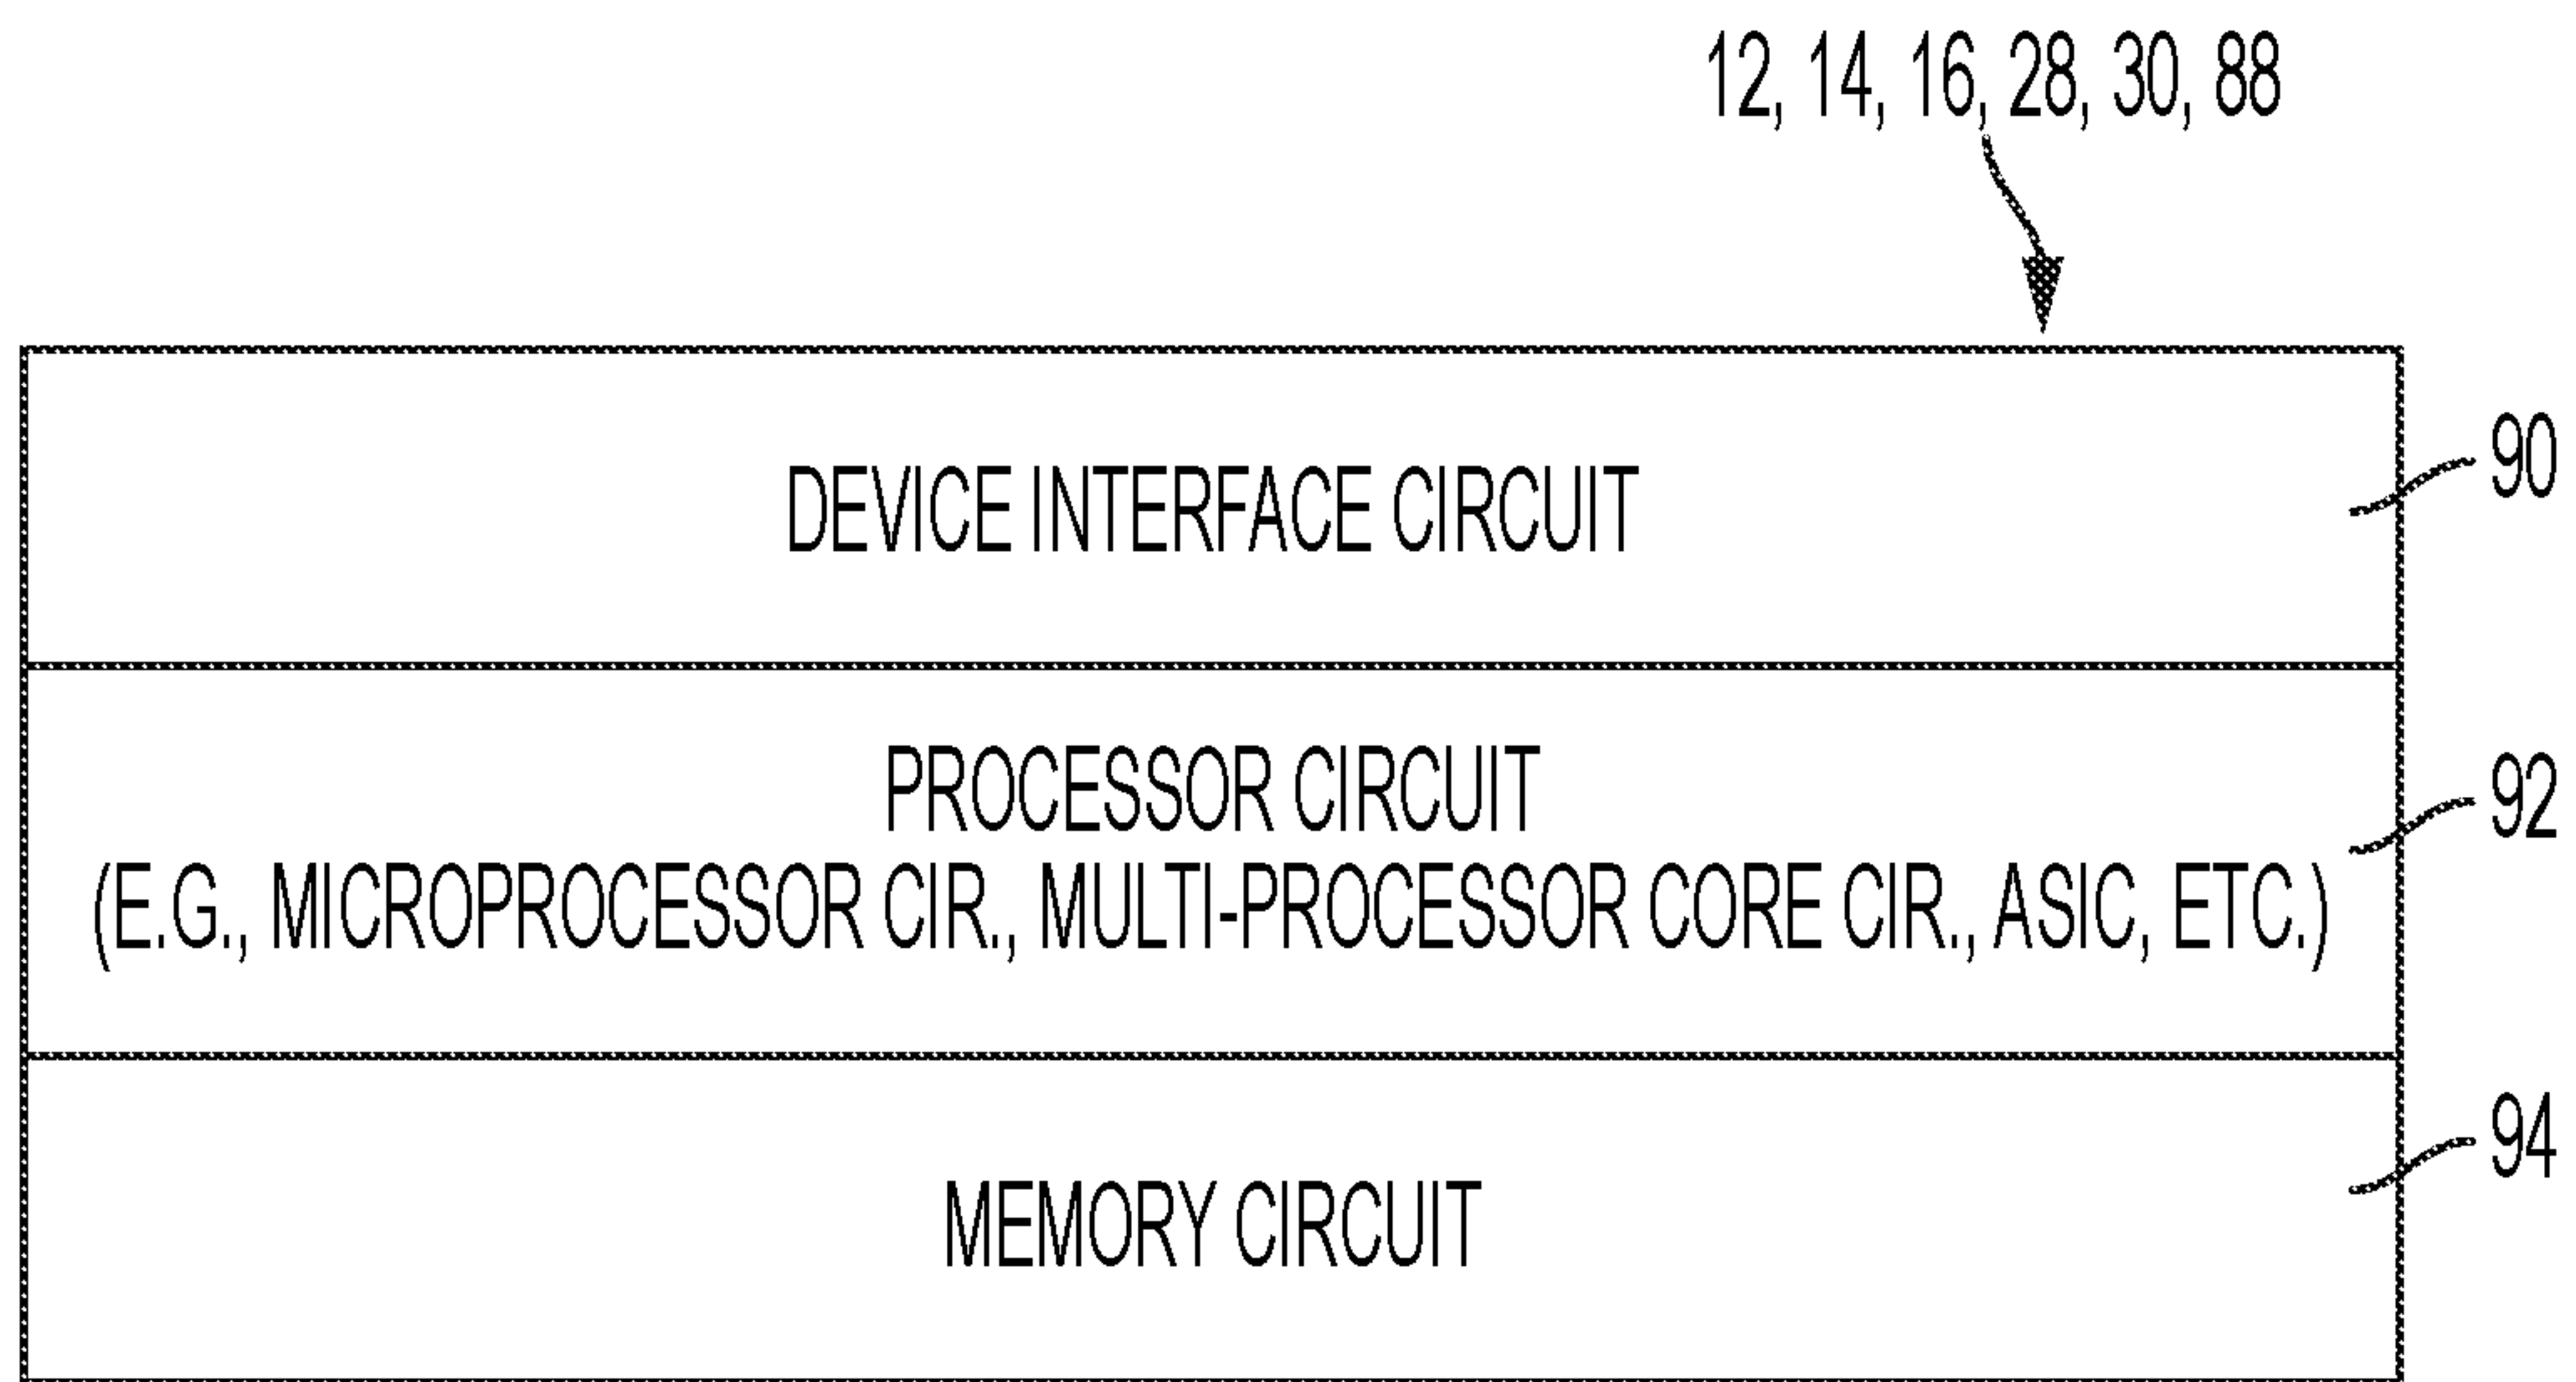 12, 14, 16, 28, 30, 88
DEVICE INTERFACE CIRCUIT
90
PROCESSOR CIRCUIT
(E.G., MICROPROCESSOR CIR., MULTI-PROCESSOR CORE CIR., ASIC, ETC.)
92
MEMORY CIRCUIT
94